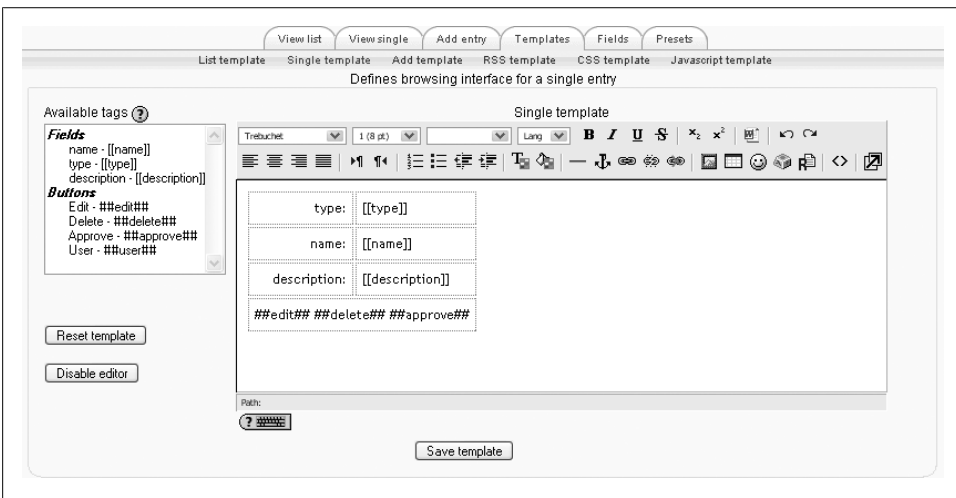 View list View single Add entry Templates Fields Presets
List template Single template Add template RSS template CSS template Javascript template
Defines browsing interface for a single entry
Available tags ?
Fields
name - [[name]]
type - [[type]]
description - [[description]]
Buttons
Edit - ##edit##
Delete - ##delete##
Approve - ##approve##
User - ##user##
Reset template
Disable editor
Single template
Trebuchet 1 (8 pt) Lang B I U S x₂ x²
type: [[type]]
name: [[name]]
description: [[description]]
##edit## ##delete## ##approve##
Path:
?
Save template